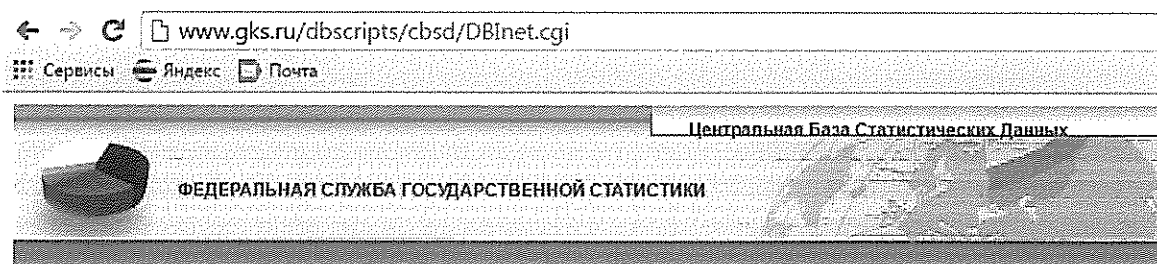 www.gks.ru/dbscripts/cbsd/DBInet.cgi
Сервисы Яндекс Почта
Центральная База Статистических Данных
ФЕДЕРАЛЬНАЯ СЛУЖБА ГОСУДАРСТВЕННОЙ СТАТИСТИКИ